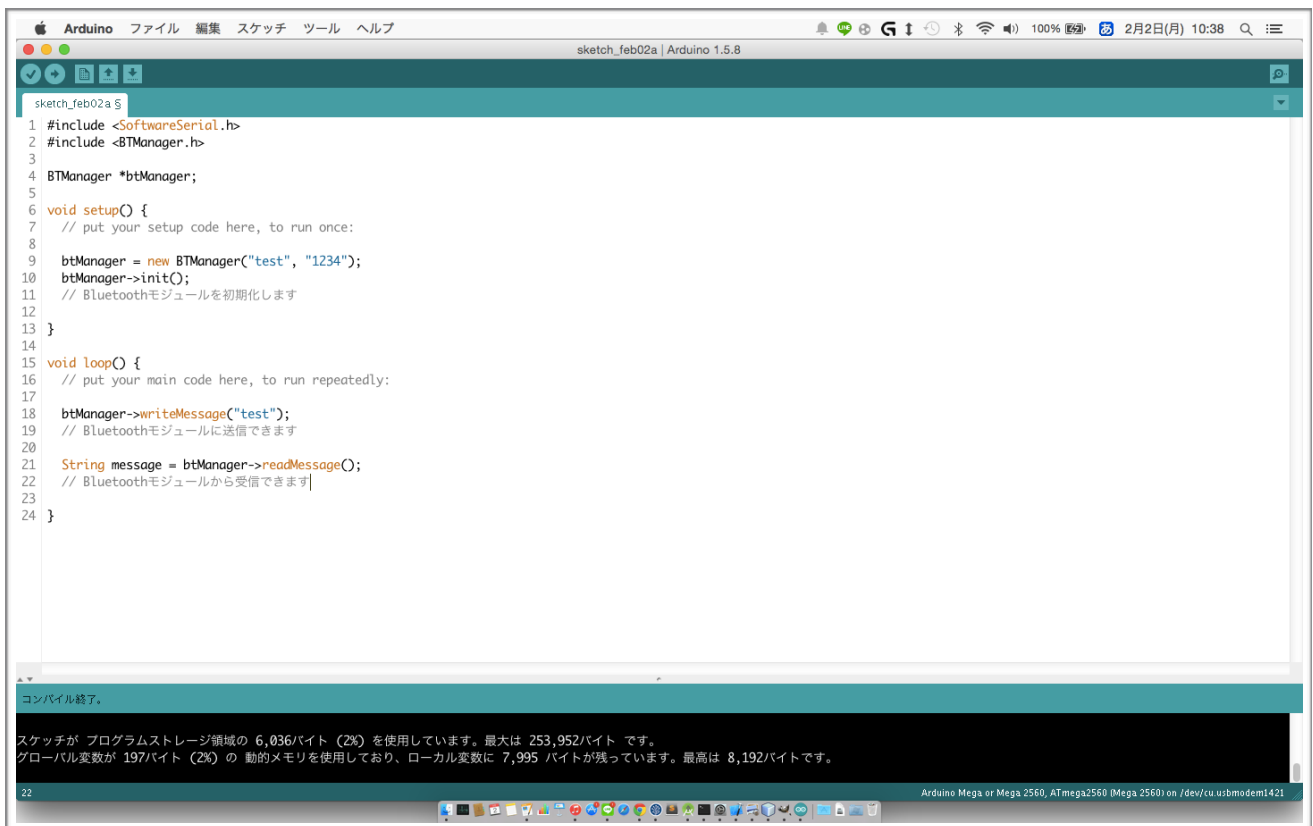 Arduino ファイル 編集 スケッチ ツール ヘルプ 100% あ 2月2日(月) 10:38
sketch_feb02a | Arduino 1.5.8
sketch_feb02a §
1 #include <SoftwareSerial.h>
2 #include <BTManager.h>
3
4 BTManager *btManager;
5
6 void setup() {
7 // put your setup code here, to run once:
8
9 btManager = new BTManager("test", "1234");
10 btManager->init();
11 // Bluetoothモジュールを初期化します
12
13 }
14
15 void loop() {
16 // put your main code here, to run repeatedly:
17
18 btManager->writeMessage("test");
19 // Bluetoothモジュールに送信できます
20
21 String message = btManager->readMessage();
22 // Bluetoothモジュールから受信できます
23
24 }
コンパイル終了。
スケッチが プログラムストレージ領域の 6,036バイト (2%) を使用しています。最大は 253,952バイト です。
グローバル変数が 197バイト (2%) の 動的メモリを使用しており、ローカル変数に 7,995 バイトが残っています。最高は 8,192バイトです。
22 Arduino Mega or Mega 2560, ATmega2560 (Mega 2560) on /dev/cu.usbmodem1421